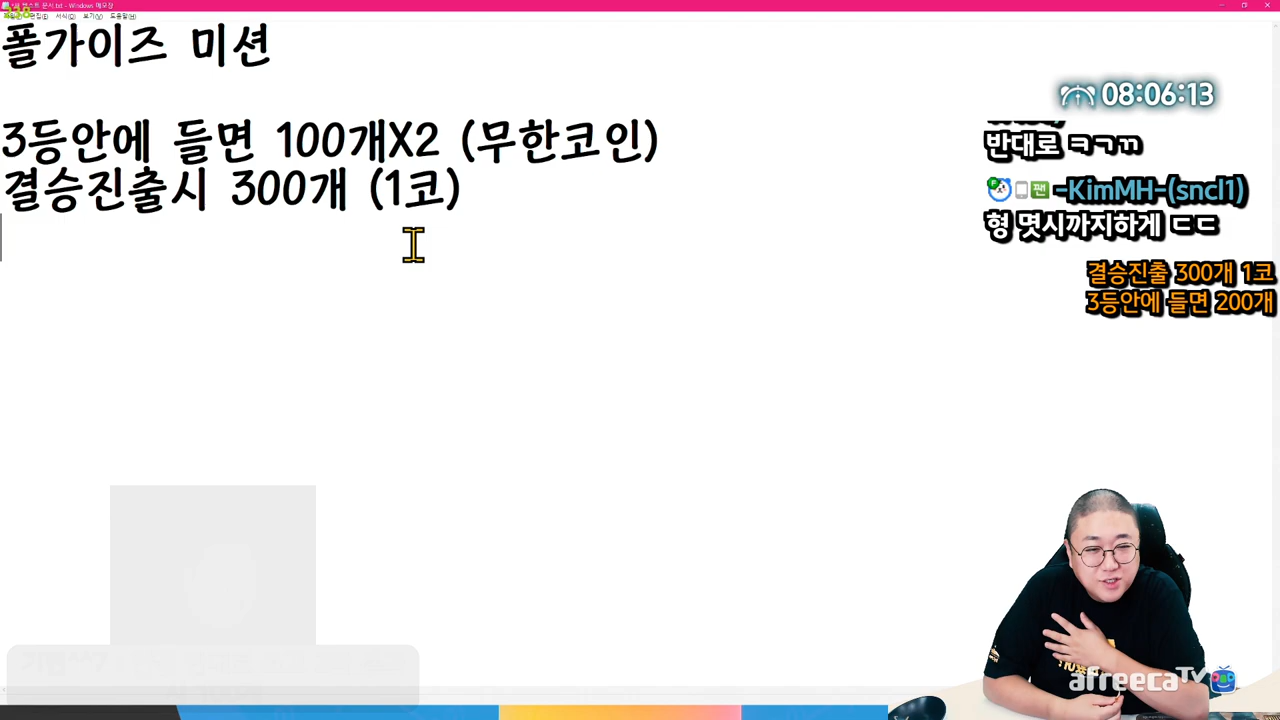 폴가이즈 미션
3등안에 들면 100개X2 (무한코인)
결승진출시 300개 (1코)
08:06:13
반대로 ㅋㄱㄲ
-KimMH-(sncl1)
형 몃시까지하게 ㄷㄷ
결승진출 300개 1코
3등안에 들면 200개
afreecaTV